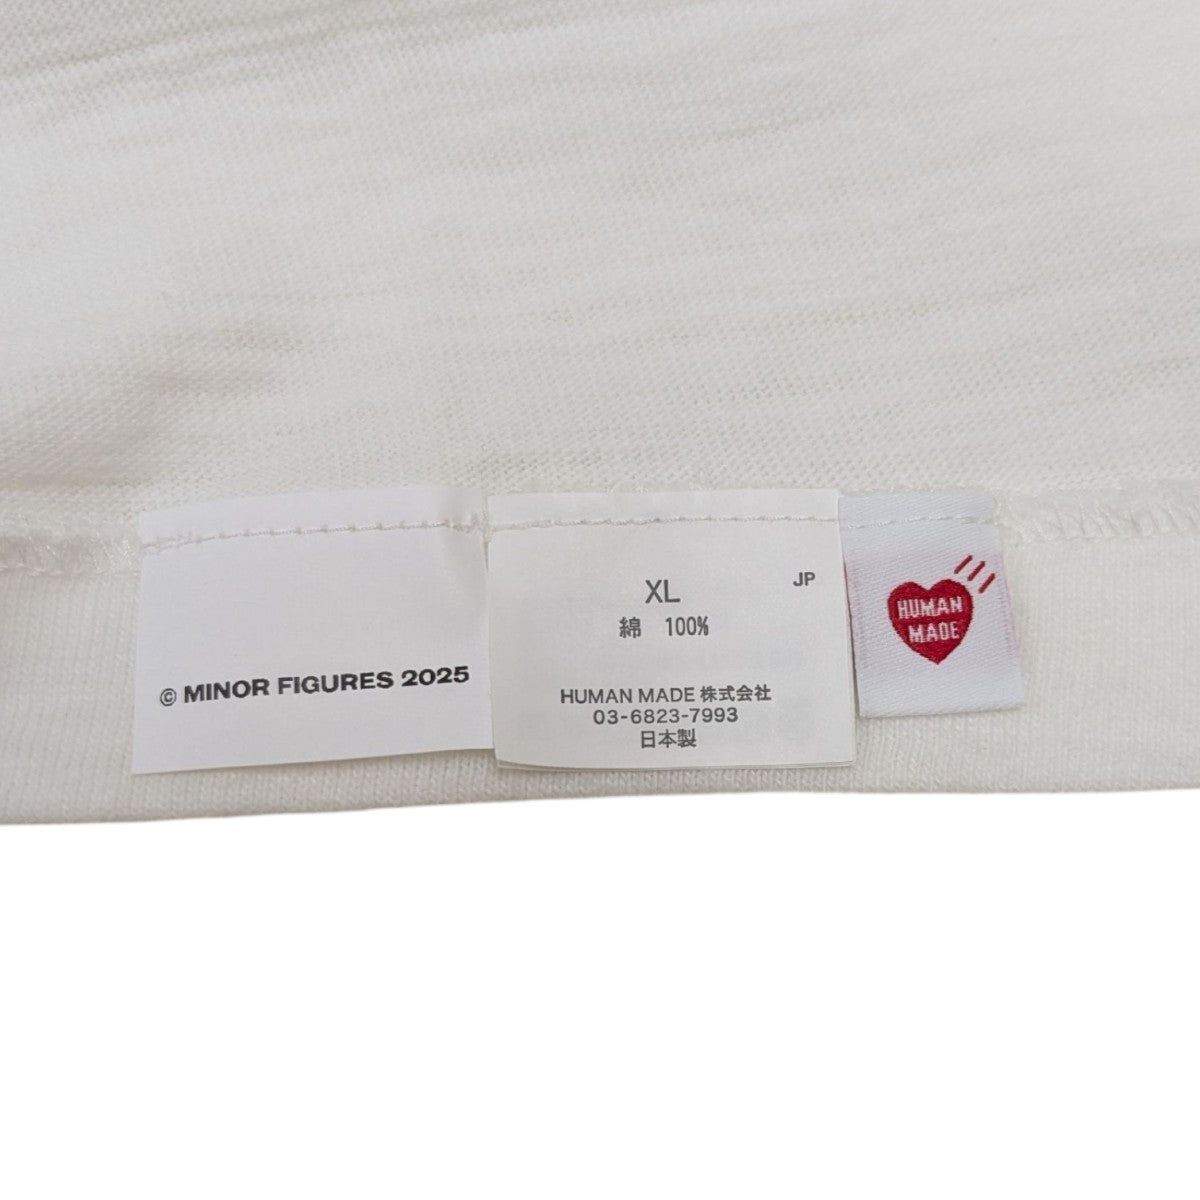 © MINOR FIGURES 2025
XL
JP
綿 100%
HUMAN MADE 株式会社
03-6823-7993
日本製
HUMAN
MADE